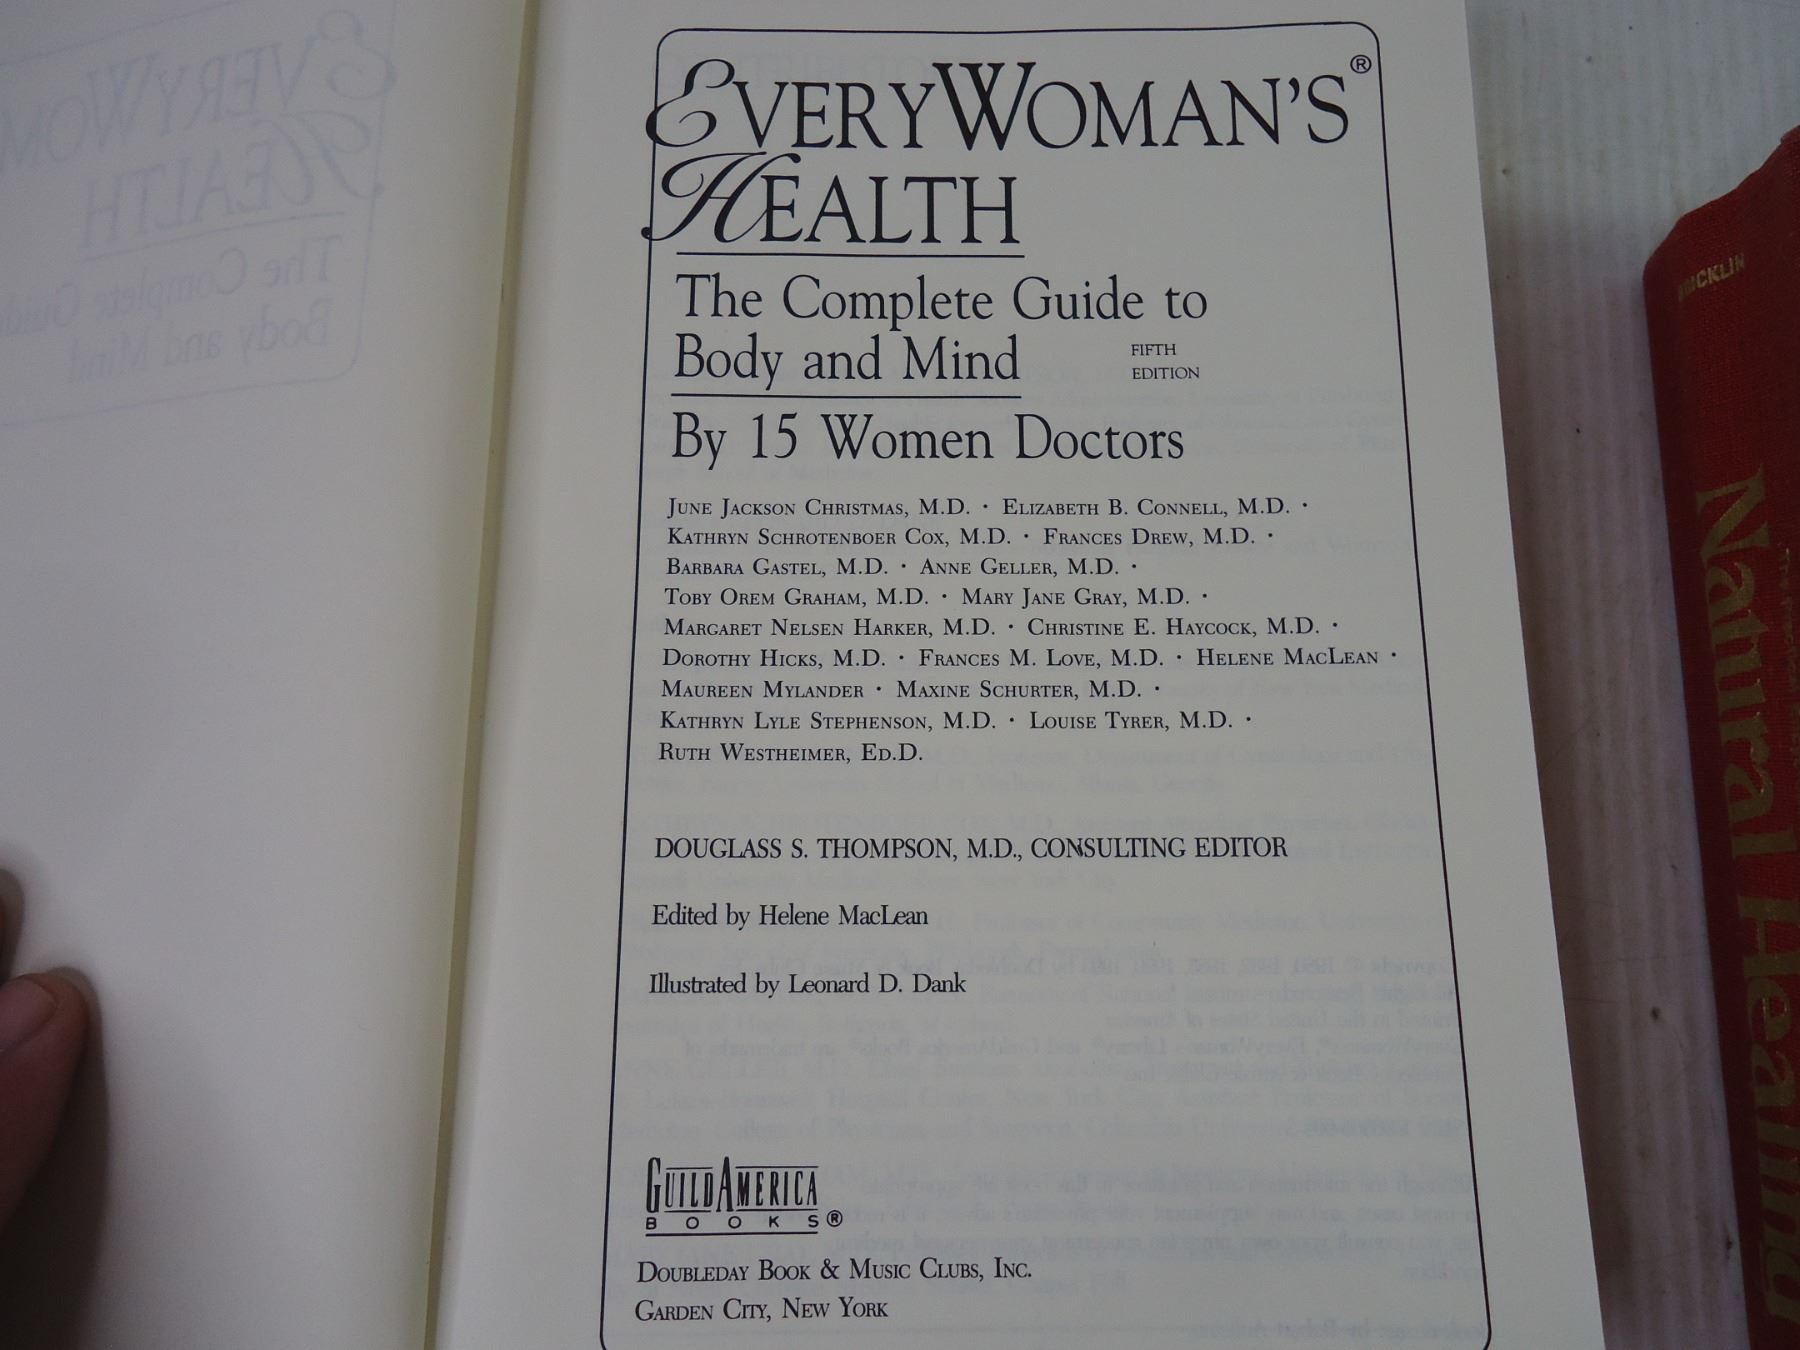 EVERYWOMAN'S®
HEALTH
The Complete Guide to
Body and Mind
FIFTH
EDITION
By 15 Women Doctors
JUNE JACKSON CHRISTMAS, M.D. · ELIZABETH B. CONNELL, M.D. ·
KATHRYN SCHROTENBOER COX, M.D. · FRANCES DREW, M.D. ·
BARBARA GASTEL, M.D. · ANNE GELLER, M.D. ·
TOBY OREM GRAHAM, M.D. · MARY JANE GRAY, M.D. ·
MARGARET NELSEN HARKER, M.D. · CHRISTINE E. HAYCOCK, M.D. ·
DOROTHY HICKS, M.D. · FRANCES M. LOVE, M.D. · HELENE MACLEAN ·
MAUREEN MYLANDER · MAXINE SCHURTER, M.D. ·
KATHRYN LYLE STEPHENSON, M.D. · LOUISE TYRER, M.D. ·
RUTH WESTHEIMER, ED.D.
DOUGLASS S. THOMPSON, M.D., CONSULTING EDITOR
Edited by Helene MacLean
Illustrated by Leonard D. Dank
GUILDAMERICA
BOOKS®
DOUBLEDAY BOOK & MUSIC CLUBS, INC.
GARDEN CITY, NEW YORK
BRICKLIN
Natural Healing